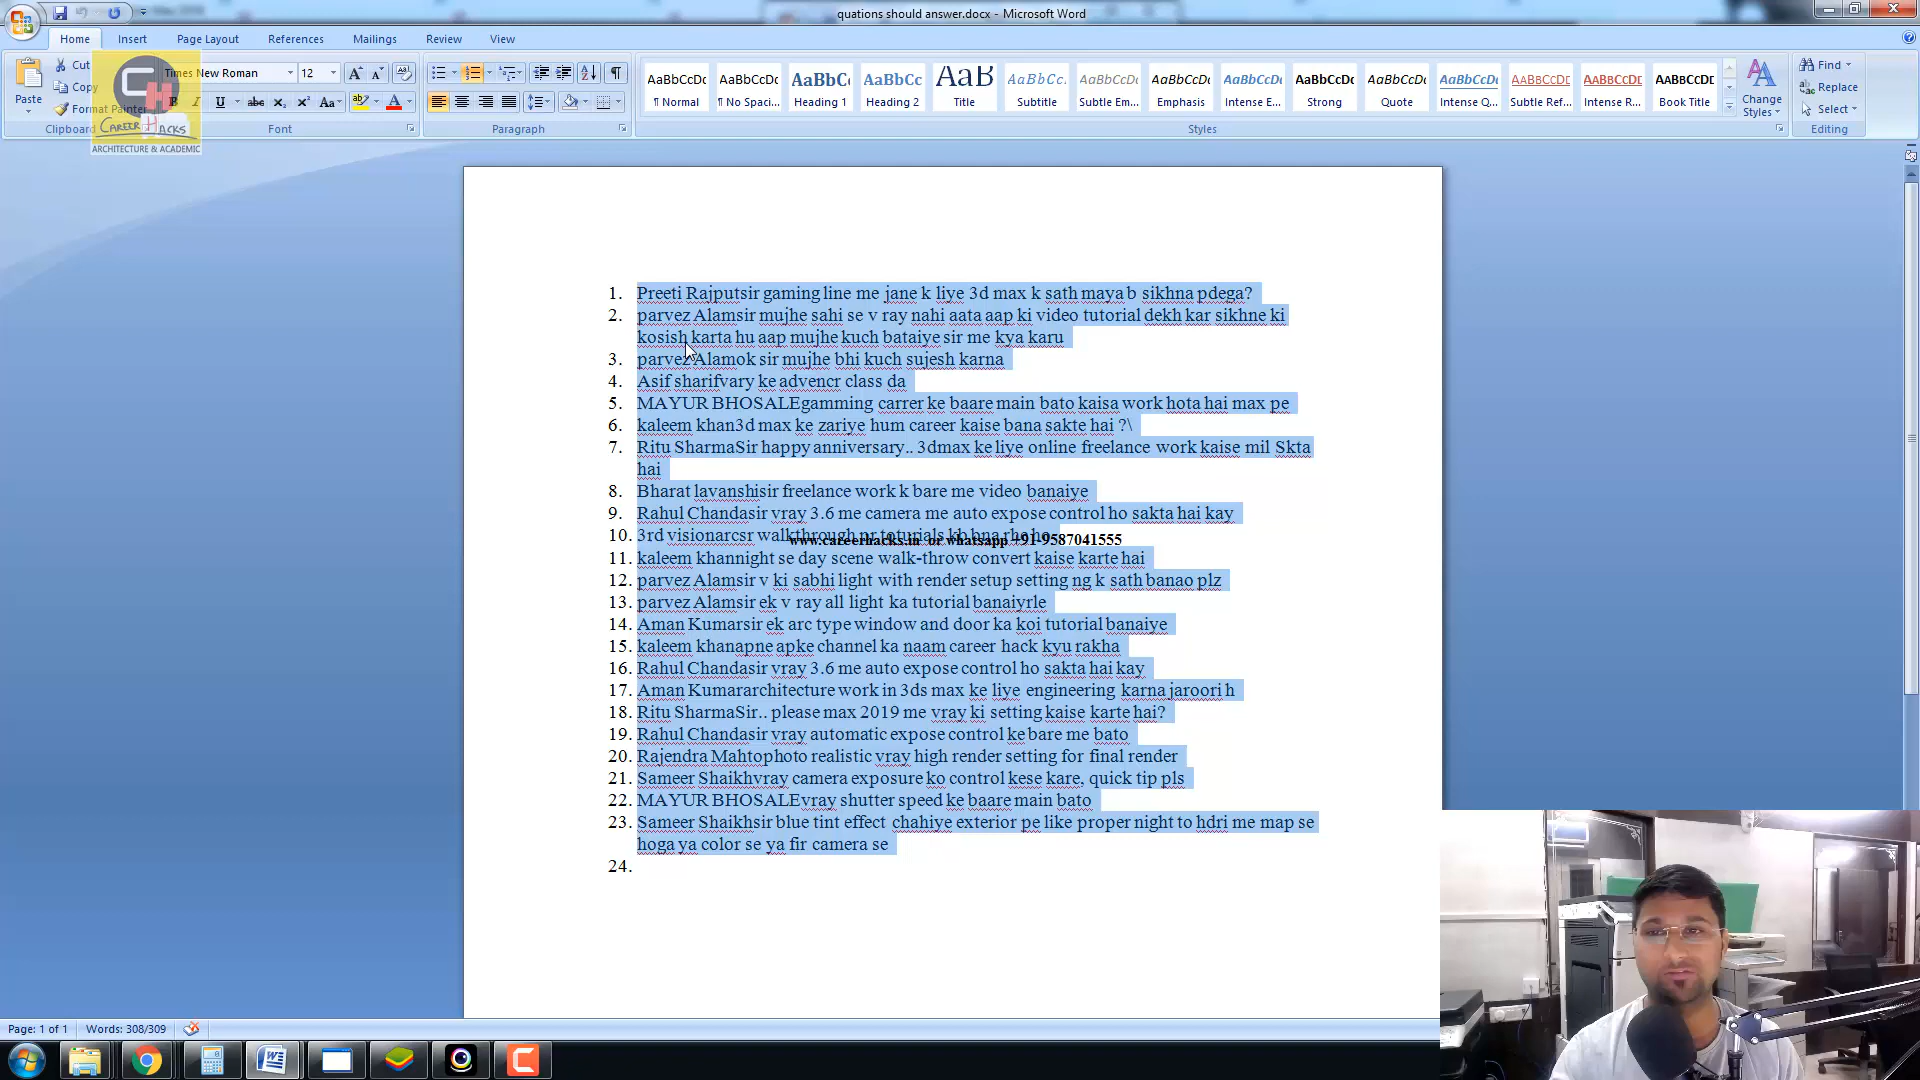 quations should answer.docx - Microsoft Word
Home Insert Page Layout References Mailings Review View
Paste
Cut
Copy
Format Painter
Clipboard
Times New Roman 12
Font
Paragraph
AaBbCcDc AaBbCcDc AaBbC AaBbCc AaB AaBbCc. AaBbCcDc AaBbCcDc AaBbCcDc AaBbCcDc AaBbCcDc AaBbCcDc AABBCCDE AABBCCDE AABBCCDE
¶ Normal ¶ No Spaci... Heading 1 Heading 2 Title Subtitle Subtle Em... Emphasis Intense E... Strong Quote Intense Q... Subtle Ref... Intense R... Book Title
Styles
Change Styles
Find
Replace
Select
Editing
CH
CAREER HACKS
ARCHITECTURE & ACADEMIC
1. Preeti Rajputsir gaming line me jane k liye 3d max k sath maya b sikhna pdega?
2. parvez Alamsir mujhe sahi se v ray nahi aata aap ki video tutorial dekh kar sikhne ki
kosish karta hu aap mujhe kuch bataiye sir me kya karu
3. parvez Alamok sir mujhe bhi kuch sujesh karna
4. Asif sharifvary ke advencr class da
5. MAYUR BHOSALEgamming carrer ke baare main bato kaisa work hota hai max pe
6. kaleem khan3d max ke zariye hum career kaise bana sakte hai ?\
7. Ritu SharmaSir happy anniversary.. 3dmax ke liye online freelance work kaise mil Skta
hai
8. Bharat lavanshisir freelance work k bare me video banaiye
9. Rahul Chandasir vray 3.6 me camera me auto expose control ho sakta hai kay
10. 3rd visionarcsr walkthrough pr toturials kb bna rhe ho
www.careerhacks.in or whatsapp +91-9587041555
11. kaleem khannight se day scene walk-throw convert kaise karte hai
12. parvez Alamsir v ki sabhi light with render setup setting ng k sath banao plz
13. parvez Alamsir ek v ray all light ka tutorial banaiyrle
14. Aman Kumarsir ek arc type window and door ka koi tutorial banaiye
15. kaleem khanapne apke channel ka naam career hack kyu rakha
16. Rahul Chandasir vray 3.6 me auto expose control ho sakta hai kay
17. Aman Kumararchitecture work in 3ds max ke liye engineering karna jaroori h
18. Ritu SharmaSir.. please max 2019 me vray ki setting kaise karte hai?
19. Rahul Chandasir vray automatic expose control ke bare me bato
20. Rajendra Mahtophoto realistic vray high render setting for final render
21. Sameer Shaikhvray camera exposure ko control kese kare, quick tip pls
22. MAYUR BHOSALEvray shutter speed ke baare main bato
23. Sameer Shaikhsir blue tint effect chahiye exterior pe like proper night to hdri me map se
hoga ya color se ya fir camera se
24.
Page: 1 of 1 Words: 308/309